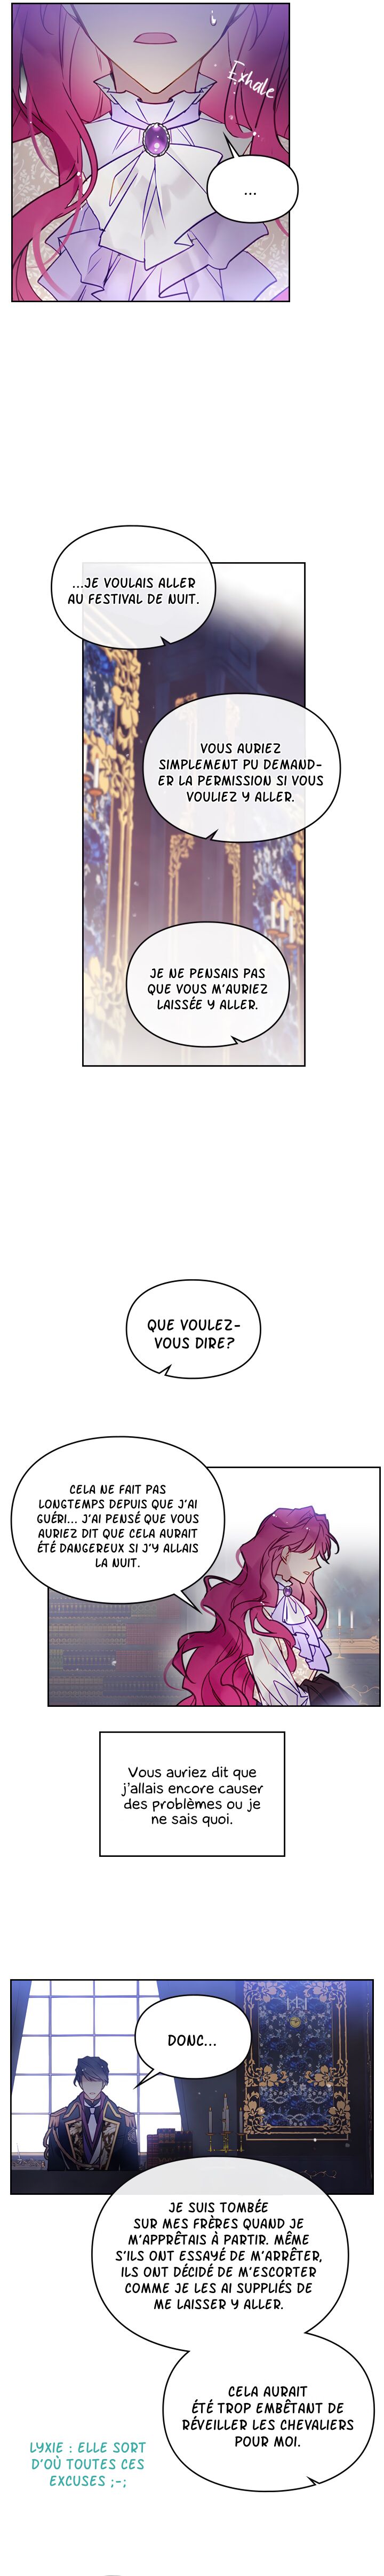 Exhale
...
...JE VOULAIS ALLER
AU FESTIVAL DE NUIT.
VOUS AURIEZ
SIMPLEMENT PU DEMAND-
ER LA PERMISSION SI VOUS
VOULIEZ Y ALLER.
JE NE PENSAIS PAS
QUE VOUS M'AURIEZ
LAISSÉE Y ALLER.
QUE VOULEZ-
VOUS DIRE?
CELA NE FAIT PAS
LONGTEMPS DEPUIS QUE J'AI
GUÉRI... J'AI PENSÉ QUE VOUS
AURIEZ DIT QUE CELA AURAIT
ÉTÉ DANGEREUX SI J'Y ALLAIS
LA NUIT.
Vous auriez dit que
j'allais encore causer
des problèmes ou je
ne sais quoi.
DONC...
JE SUIS TOMBÉE
SUR MES FRÈRES QUAND JE
M'APPRÊTAIS À PARTIR. MÊME
S'ILS ONT ESSAYÉ DE M'ARRÊTER,
ILS ONT DÉCIDÉ DE M'ESCORTER
COMME JE LES AI SUPPLIÉS DE
ME LAISSER Y ALLER.
CELA AURAIT
ÉTÉ TROP EMBÊTANT DE
RÉVEILLER LES CHEVALIERS
POUR MOI.
LYXIE : ELLE SORT
D'OÙ TOUTES CES
EXCUSES ;-;